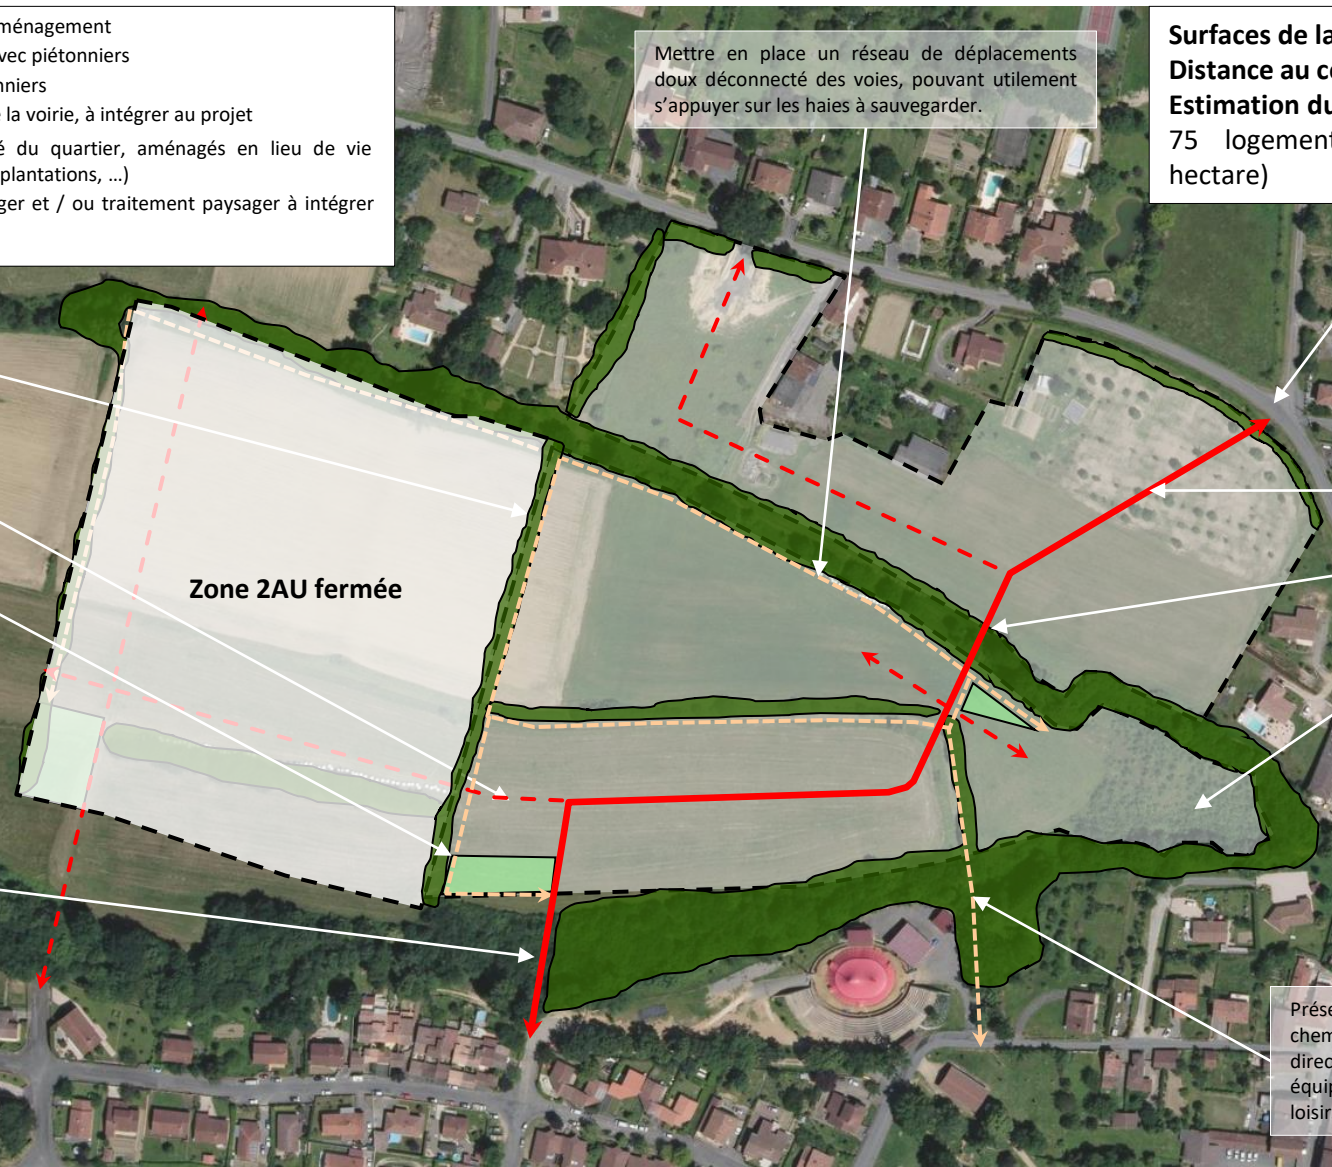 ménagement
vec piétonniers
nniers
la voirie, à intégrer au projet
é du quartier, aménagés en lieu de vie
plantations, …)
ger et / ou traitement paysager à intégrer
Mettre en place un réseau de déplacements
doux déconnecté des voies, pouvant utilement
s’appuyer sur les haies à sauvegarder.
Surfaces de la
Distance au c
Estimation du
75 logement
hectare)
Zone 2AU fermée
Prése
chem
direc
équip
loisir